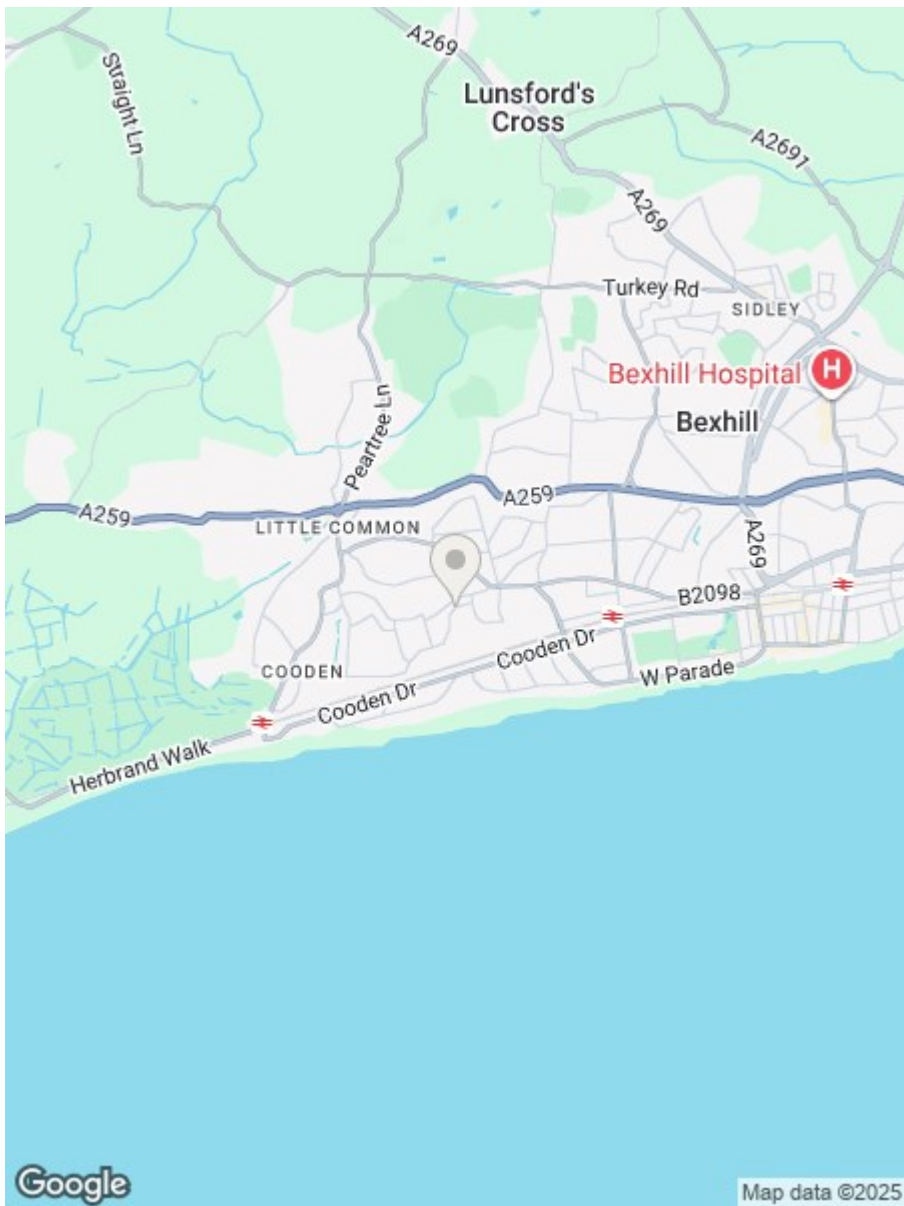 A269
Straight Ln
Lunsford's
Cross
A2691
A269
Turkey Rd
SIDLEY
Bexhill Hospital
H
Bexhill
Peartree Ln
A259
A259
LITTLE COMMON
A269
B2098
Cooden Dr
W Parade
COODEN
Cooden Dr
Herbrand Walk
Google
Map data ©2025